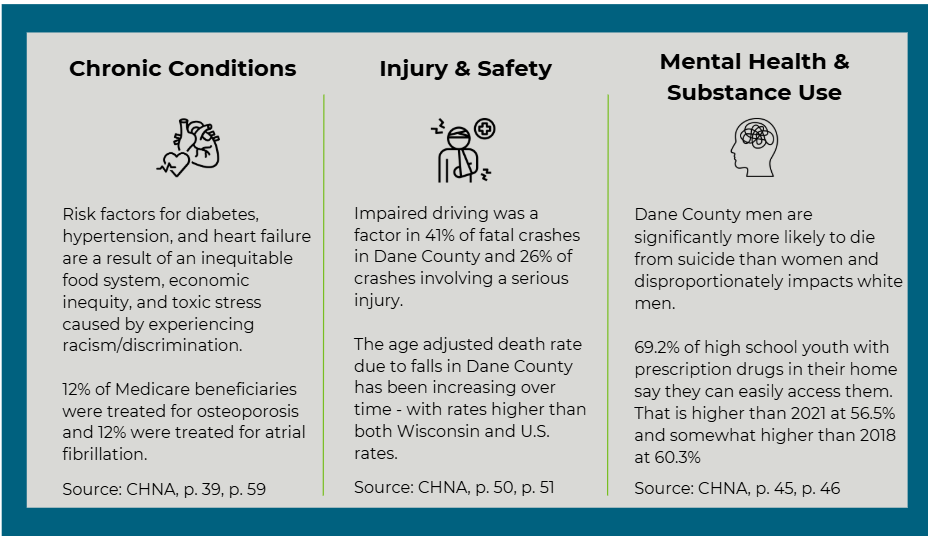 Chronic Conditions
Risk factors for diabetes,
hypertension, and heart failure
are a result of an inequitable
food system, economic
inequity, and toxic stress
caused by experiencing
racism/discrimination.
12% of Medicare beneficiaries
were treated for osteoporosis
and 12% were treated for atrial
fibrillation.
Source: CHNA, p. 39, p. 59
Injury & Safety
Impaired driving was a
factor in 41% of fatal crashes
in Dane County and 26% of
crashes involving a serious
injury.
The age adjusted death rate
due to falls in Dane County
has been increasing over
time - with rates higher than
both Wisconsin and U.S.
rates.
Source: CHNA, p. 50, p. 51
Mental Health &
Substance Use
Dane County men are
significantly more likely to die
from suicide than women and
disproportionately impacts white
men.
69.2% of high school youth with
prescription drugs in their home
say they can easily access them.
That is higher than 2021 at 56.5%
and somewhat higher than 2018
at 60.3%
Source: CHNA, p. 45, p. 46